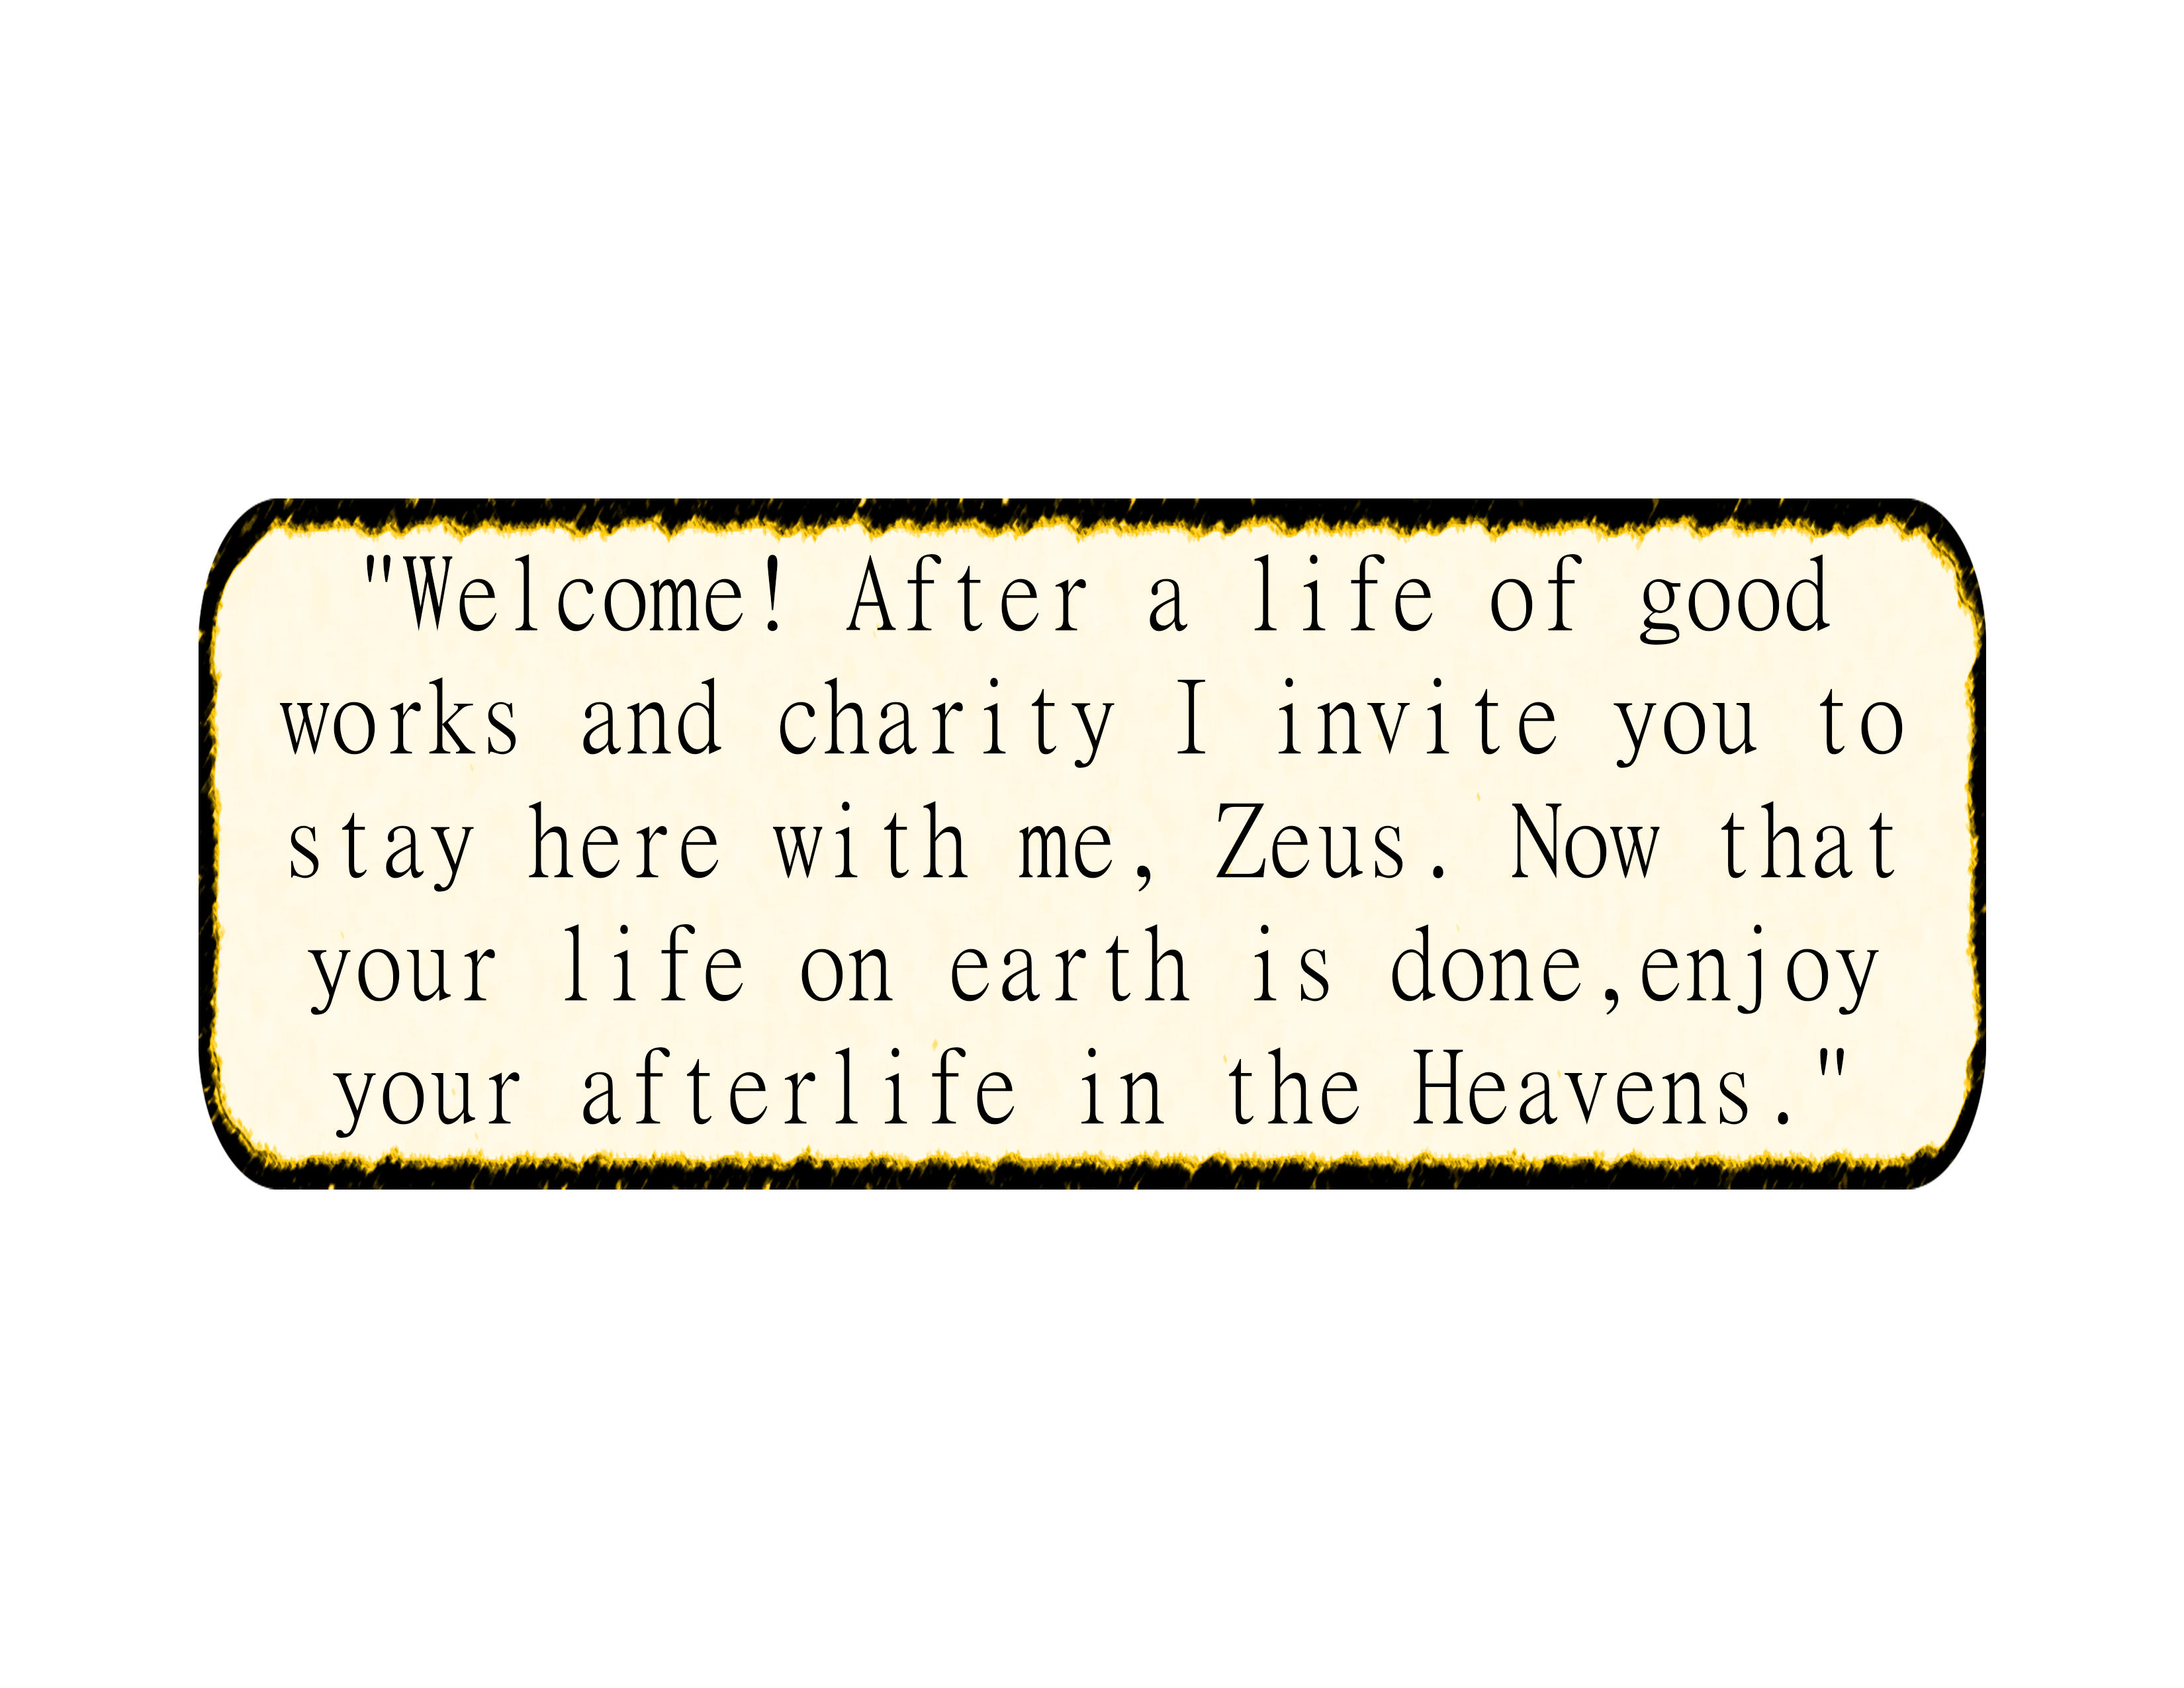 "Welcome! After a life of good
works and charity I invite you to
stay here with me, Zeus. Now that
your life on earth is done,enjoy
your afterlife in the Heavens."